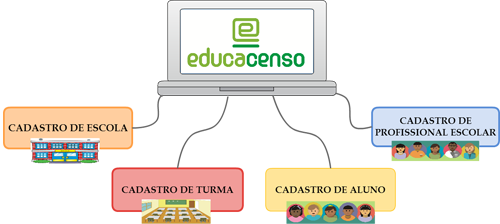 educacenso
CADASTRO DE ESCOLA
CADASTRO DE
PROFISSIONAL ESCOLAR
CADASTRO DE TURMA
CADASTRO DE ALUNO